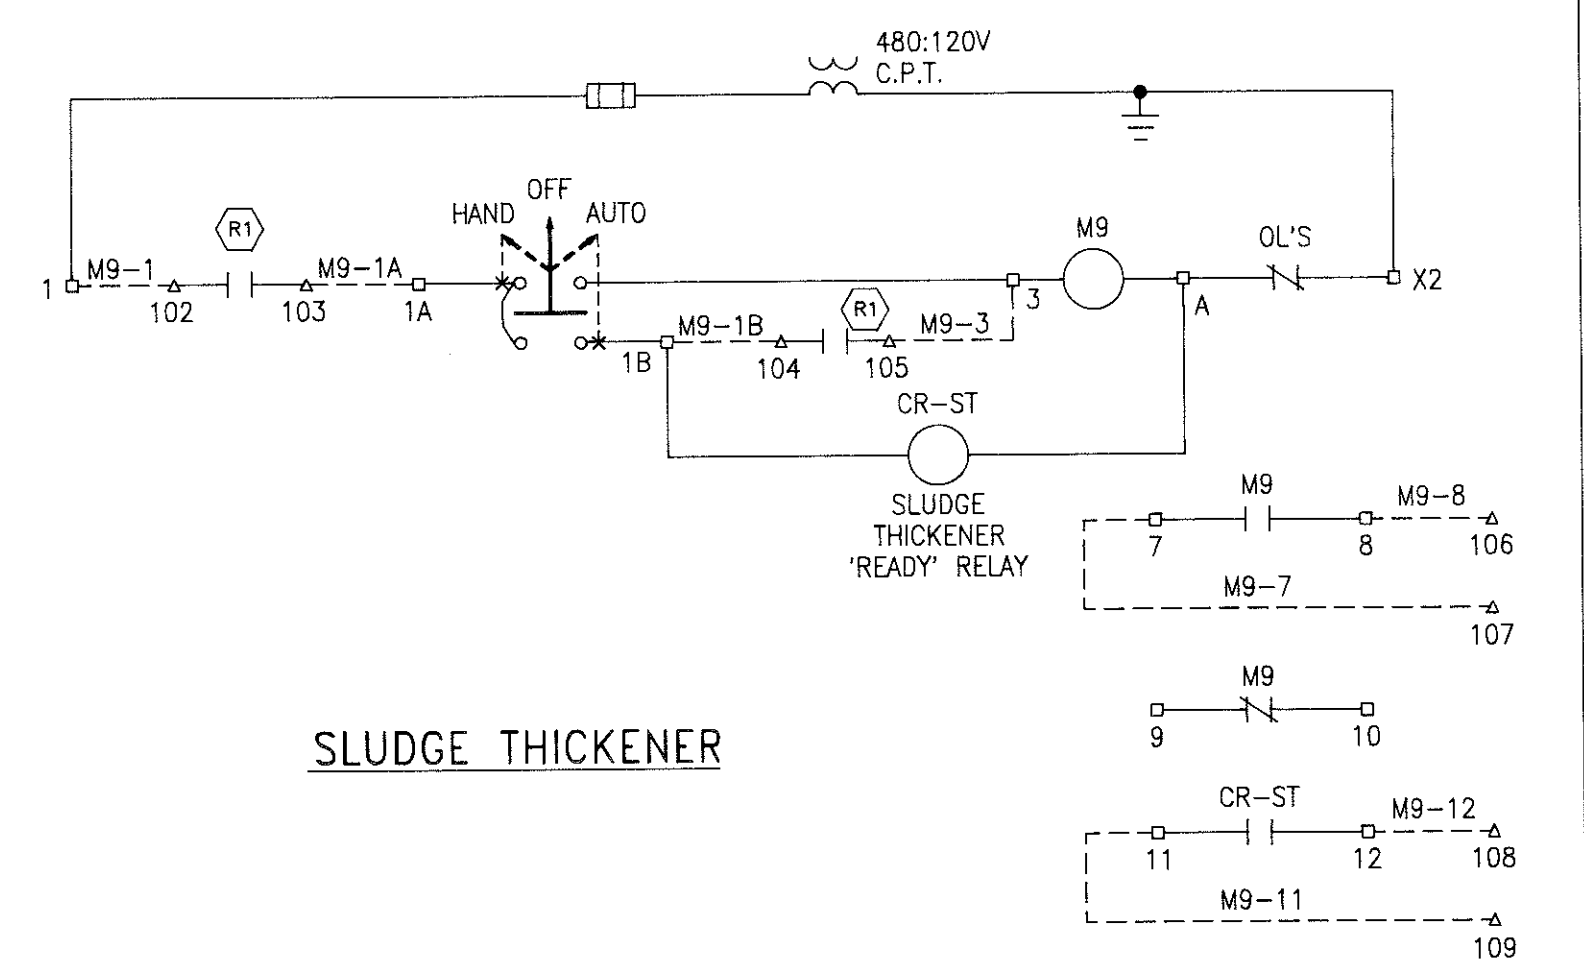 480:120V
C.P.T.
OFF
HAND
AUTO
R1
M9
OL'S
1
M9-1
102
103
M9-1A
1A
3
A
X2
R1
1B
M9-1B
104
105
M9-3
CR-ST
SLUDGE
THICKENER
'READY' RELAY
M9
M9-8
7
8
106
M9-7
107
M9
9
10
SLUDGE THICKENER
CR-ST
M9-12
11
12
108
M9-11
109